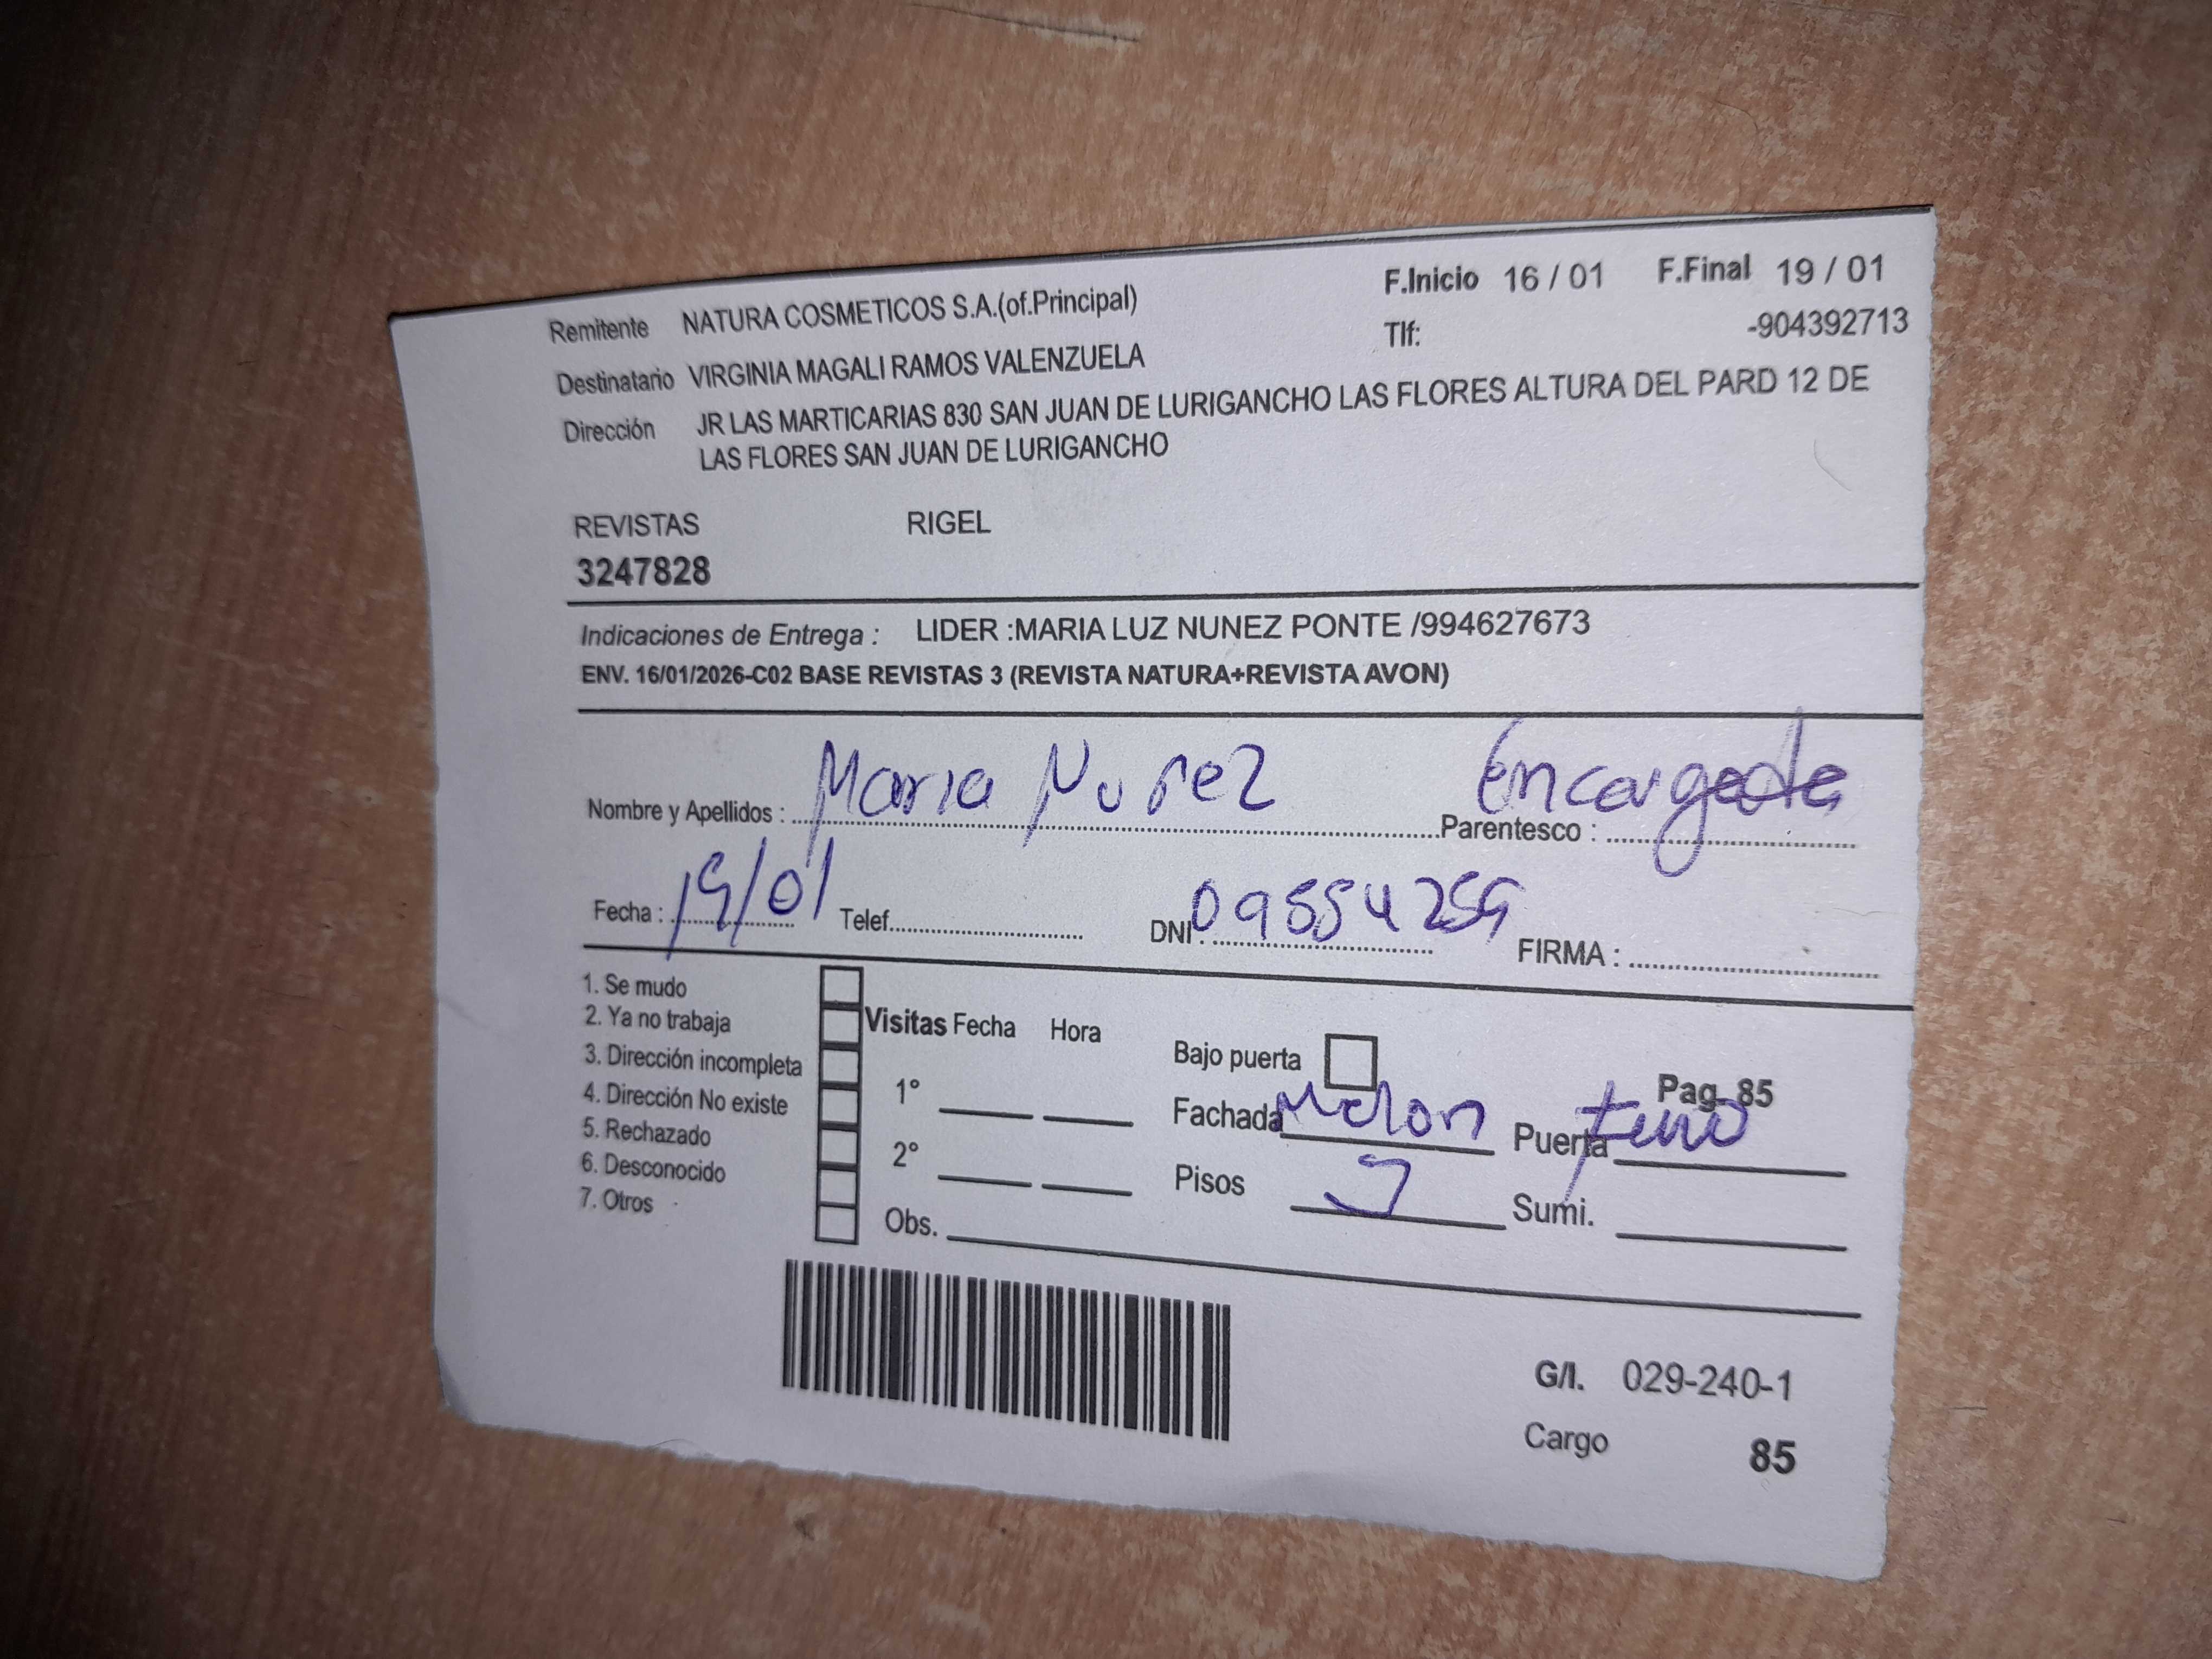 F.Inicio 16 / 01 F.Final 19 / 01
Remitente NATURA COSMETICOS S.A.(of.Principal)
Tlf: -904392713
Destinatario VIRGINIA MAGALI RAMOS VALENZUELA
Dirección JR LAS MARTICARIAS 830 SAN JUAN DE LURIGANCHO LAS FLORES ALTURA DEL PARD 12 DE
LAS FLORES SAN JUAN DE LURIGANCHO
REVISTAS RIGEL
3247828
Indicaciones de Entrega : LIDER :MARIA LUZ NUNEZ PONTE /994627673
ENV. 16/01/2026-C02 BASE REVISTAS 3 (REVISTA NATURA+REVISTA AVON)
Nombre y Apellidos : Maria Nuñez Parentesco : encargada
Fecha : 19/01 Telef. DNI : FIRMA :
1. Se mudo
2. Ya no trabaja
3. Dirección incompleta
4. Dirección No existe
5. Rechazado
6. Desconocido
7. Otros
Visitas Fecha Hora
1°
2°
Obs.
Bajo puerta
Pag. 85
Fachada Melon Puerta
Pisos Sumi.
G/I. 029-240-1
Cargo 85